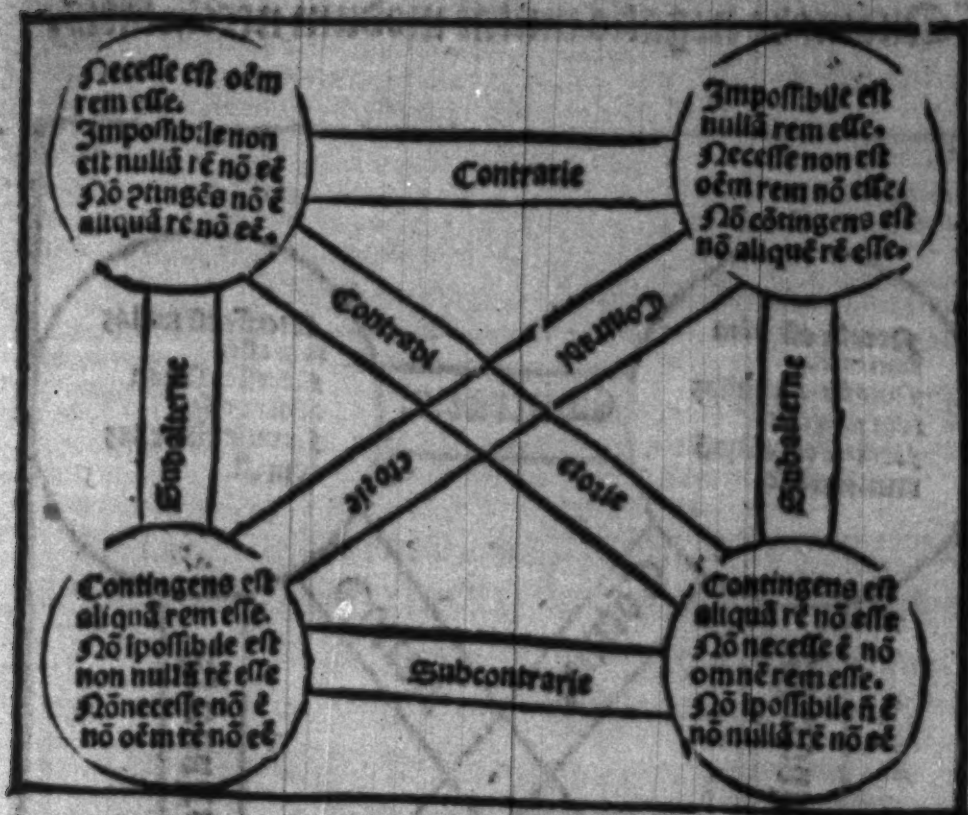 Necesse est oēm
rem esse.
Impossibile non
est nullā rē nō eē
Nō ꝯtingēs nō ē
aliquā rē nō eē.
Impossibile est
nullā rem esse.
Necesse non est
oēm rem nō esse
Nō cōtingens est
nō aliquē rē esse.
Contrarie
Contradi
Contradi
Subalterne
Subalterne
ctorie
ctorie
Contingens est
aliquā rem esse.
Nō ipossibile est
non nullā rē esse
Nō necesse nō ē
nō oēm rē nō eē
Subcontrarie
Contingens est
aliquā rē nō esse
Nō necesse ē nō
omnē rem esse.
Nō ipossibile n̄ ē
nō nullā rē nō eē